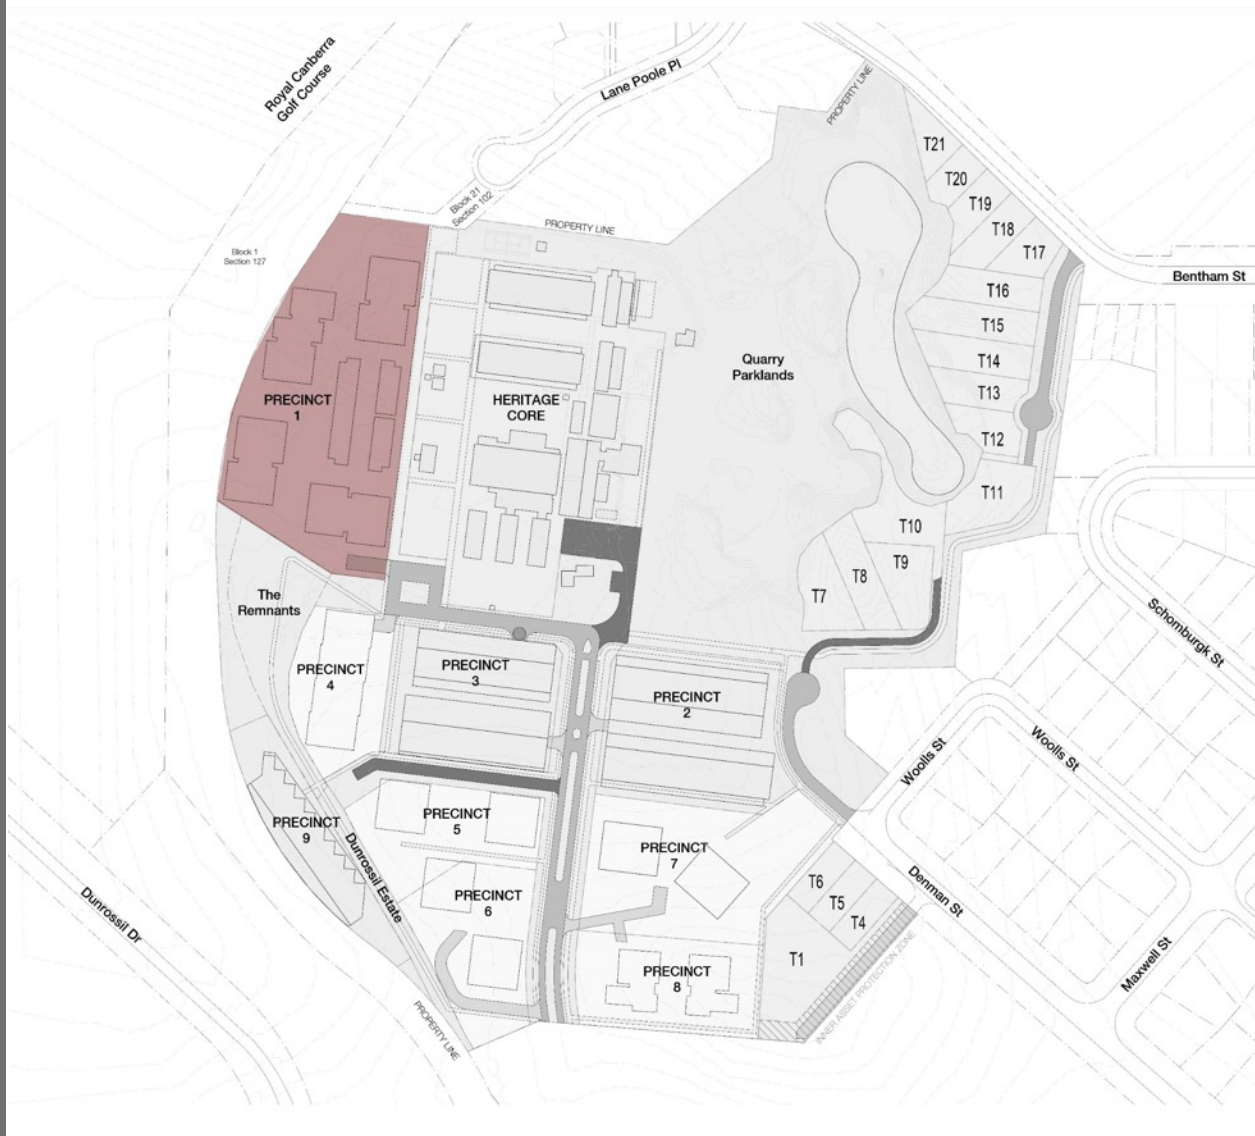 Royal Canberra
Golf Course
Lane Poole Pl
PROPERTY LINE
Block 21
Section 102
PROPERTY LINE
Block 1
Section 127
T21
T20
T19
T18
T17
Bentham St
T16
T15
T14
T13
T12
T11
T10
T9
T8
T7
Quarry
Parklands
PRECINCT
1
HERITAGE
CORE
The
Remnants
Schomburgk St
PRECINCT
4
PRECINCT
3
PRECINCT
2
Woolls St
Woolls St
PRECINCT
9
PRECINCT
5
PRECINCT
7
Dunrossil Estate
PRECINCT
6
T6
T5
T4
T1
Denman St
Dunrossil Dr
PRECINCT
8
Maxwell St
INNER ASSET PROTECTION ZONE
PROPERTY LINE